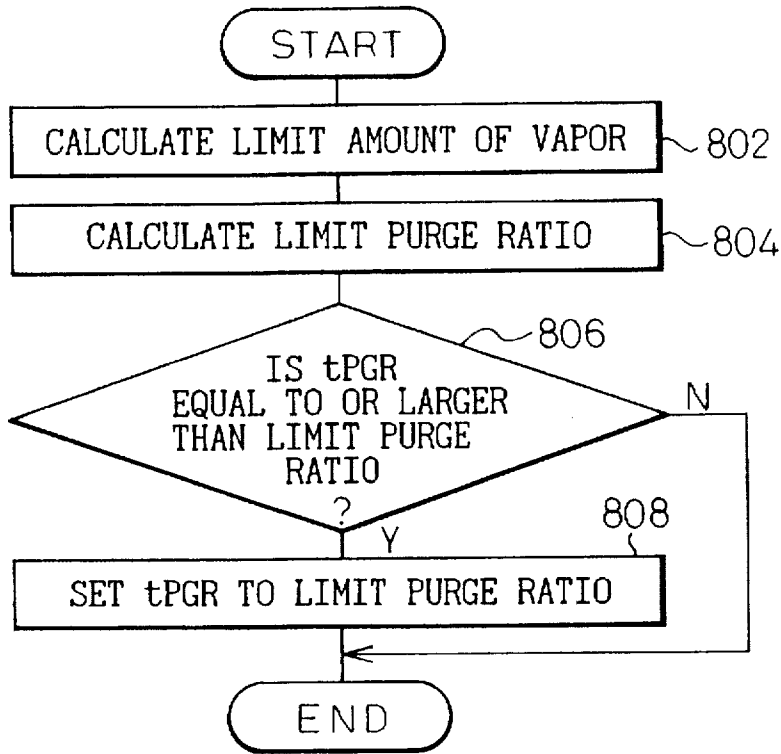 START
CALCULATE LIMIT AMOUNT OF VAPOR
802
CALCULATE LIMIT PURGE RATIO
804
806
IS tPGR
EQUAL TO OR LARGER
THAN LIMIT PURGE
RATIO
?
N
Y
808
SET tPGR TO LIMIT PURGE RATIO
END